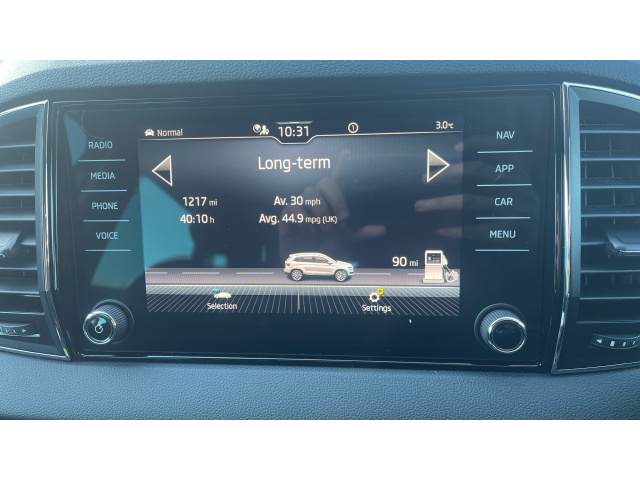 Normal
10:31
1
3.0°C
RADIO
MEDIA
PHONE
VOICE
Long-term
1217 mi
Av. 30 mph
40:10 h
Avg. 44.9 mpg (UK)
90 mi
Selection
Settings
NAV
APP
CAR
MENU